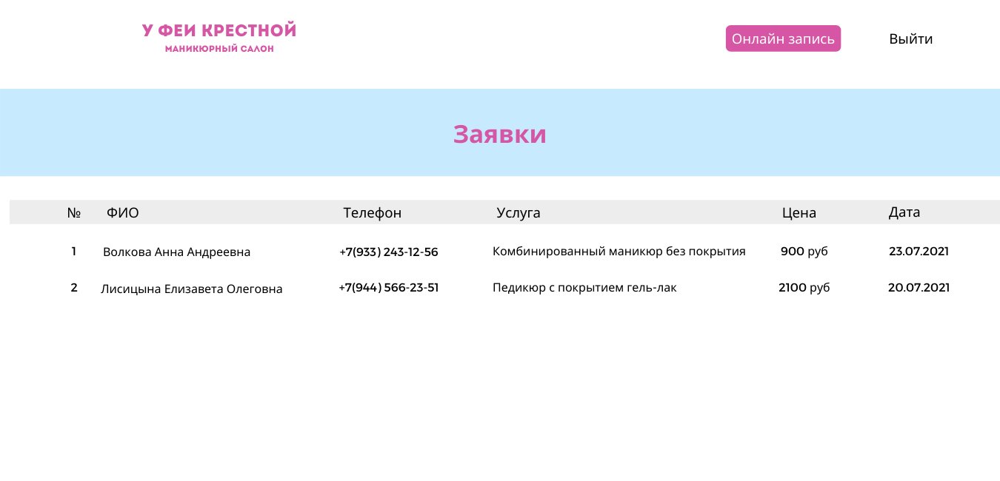 У ФЕИ КРЕСТНОЙ
МАНИКЮРНЫЙ САЛОН
Онлайн запись
Выйти
Заявки
№ ФИО Телефон Услуга Цена Дата
1 Волкова Анна Андреевна +7(933) 243-12-56 Комбинированный маникюр без покрытия 900 руб 23.07.2021
2 Лисицына Елизавета Олеговна +7(944) 566-23-51 Педикюр с покрытием гель-лак 2100 руб 20.07.2021